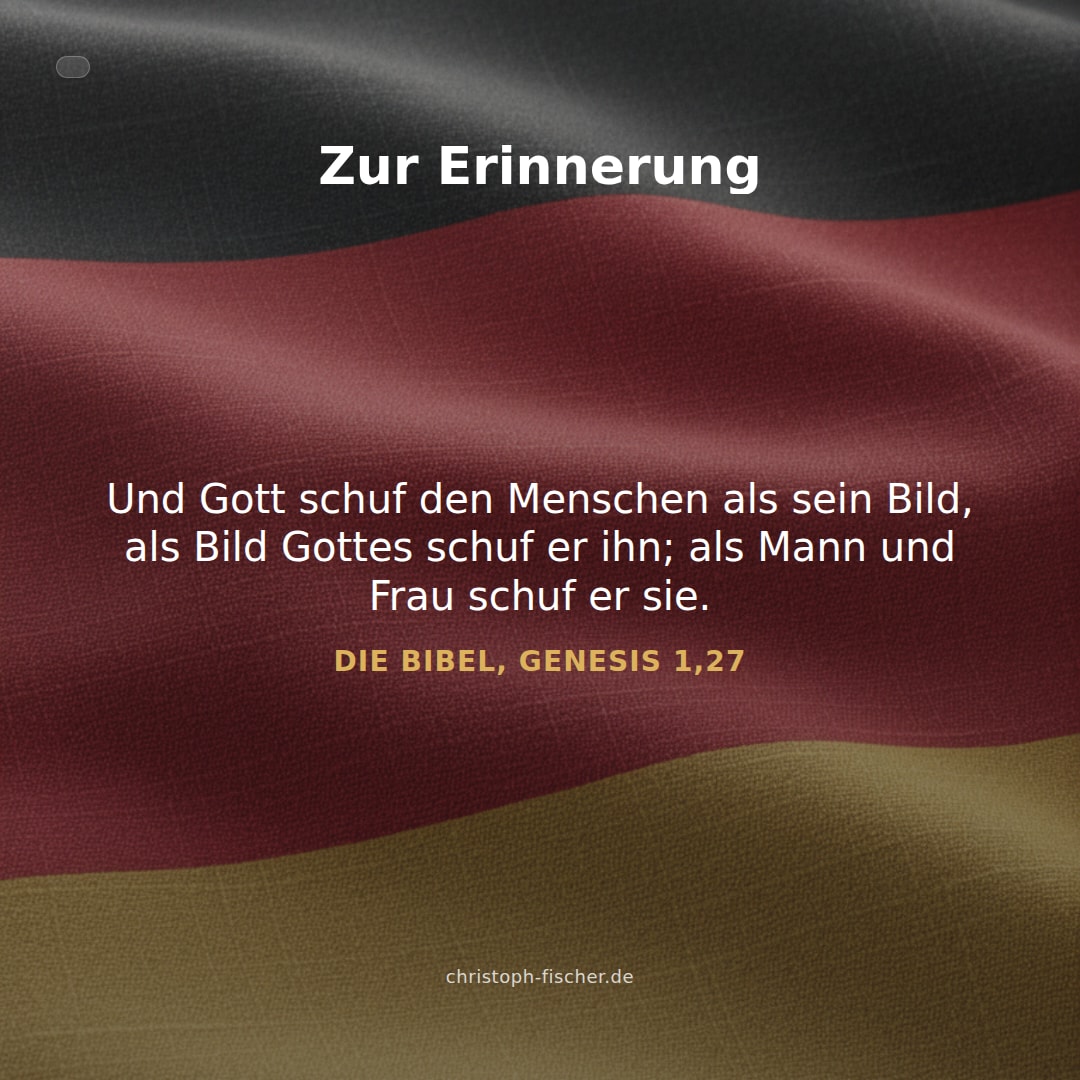 Zur Erinnerung
Und Gott schuf den Menschen als sein Bild,
als Bild Gottes schuf er ihn; als Mann und
Frau schuf er sie.
DIE BIBEL, GENESIS 1,27
christoph-fischer.de